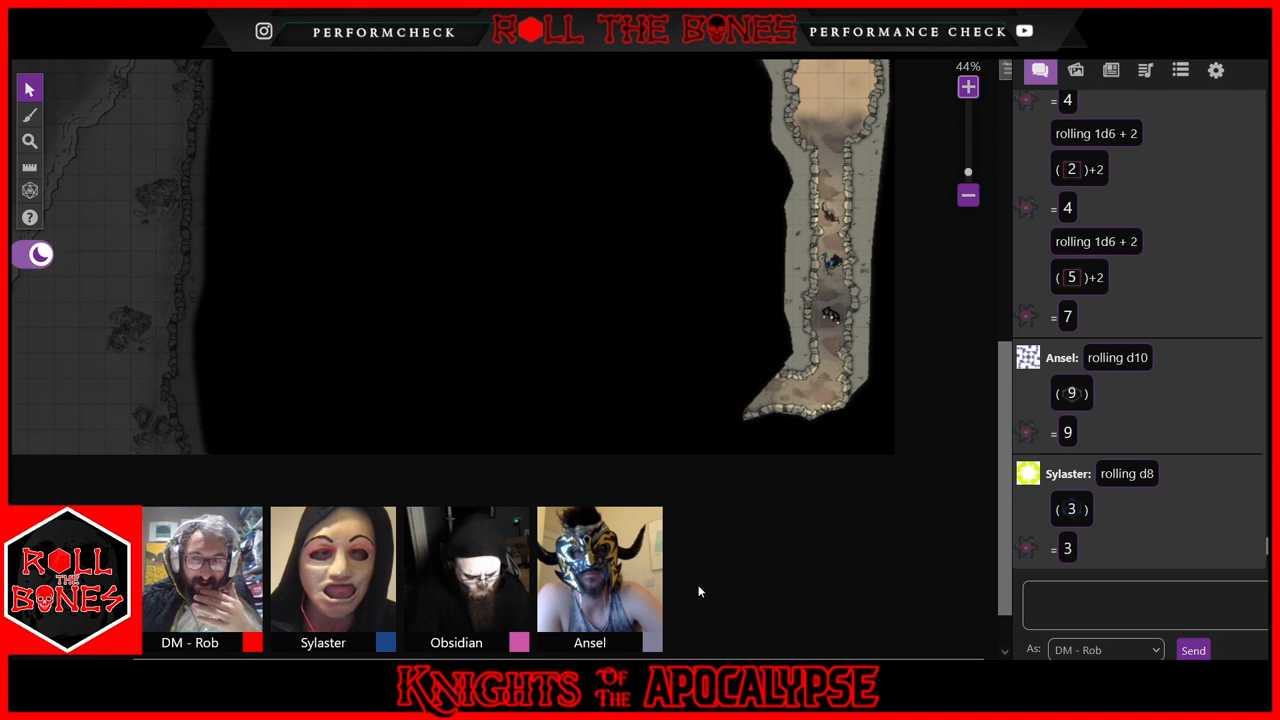 PERFORMCHECK
ROLL THE BONES
PERFORMANCE CHECK
44%
= 4
rolling 1d6 + 2
( 2 )+2
= 4
rolling 1d6 + 2
( 5 )+2
= 7
Ansel: rolling d10
( 9 )
= 9
Sylaster: rolling d8
( 3 )
= 3
ROLL
THE
BONES
DM - Rob
Sylaster
Obsidian
Ansel
As: DM - Rob
Send
KNIGHTS OF THE APOCALYPSE